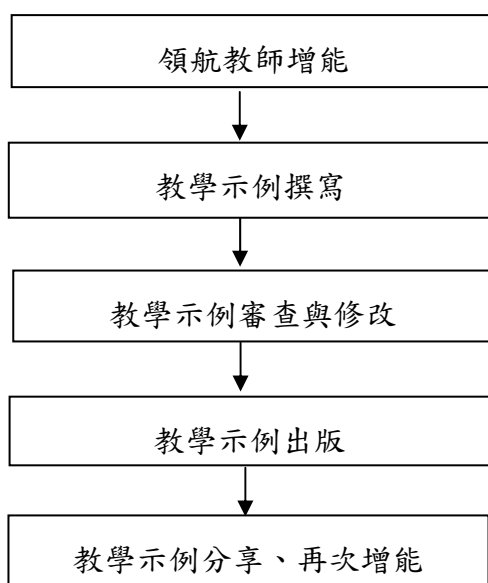 領航教師增能
教學示例撰寫
教學示例審查與修改
教學示例出版
教學示例分享、再次增能